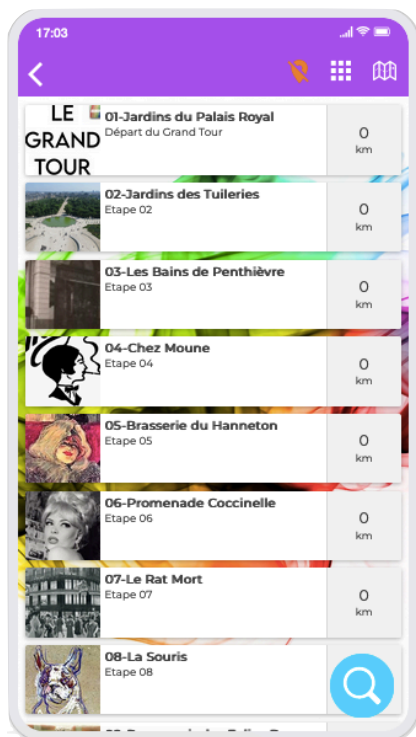 17:03
LE
GRAND
TOUR
01-Jardins du Palais Royal
Départ du Grand Tour
0
km
02-Jardins des Tuileries
Etape 02
0
km
03-Les Bains de Penthièvre
Etape 03
0
km
04-Chez Moune
Etape 04
0
km
05-Brasserie du Hanneton
Etape 05
0
km
06-Promenade Coccinelle
Etape 06
0
km
07-Le Rat Mort
Etape 07
0
km
08-La Souris
Etape 08